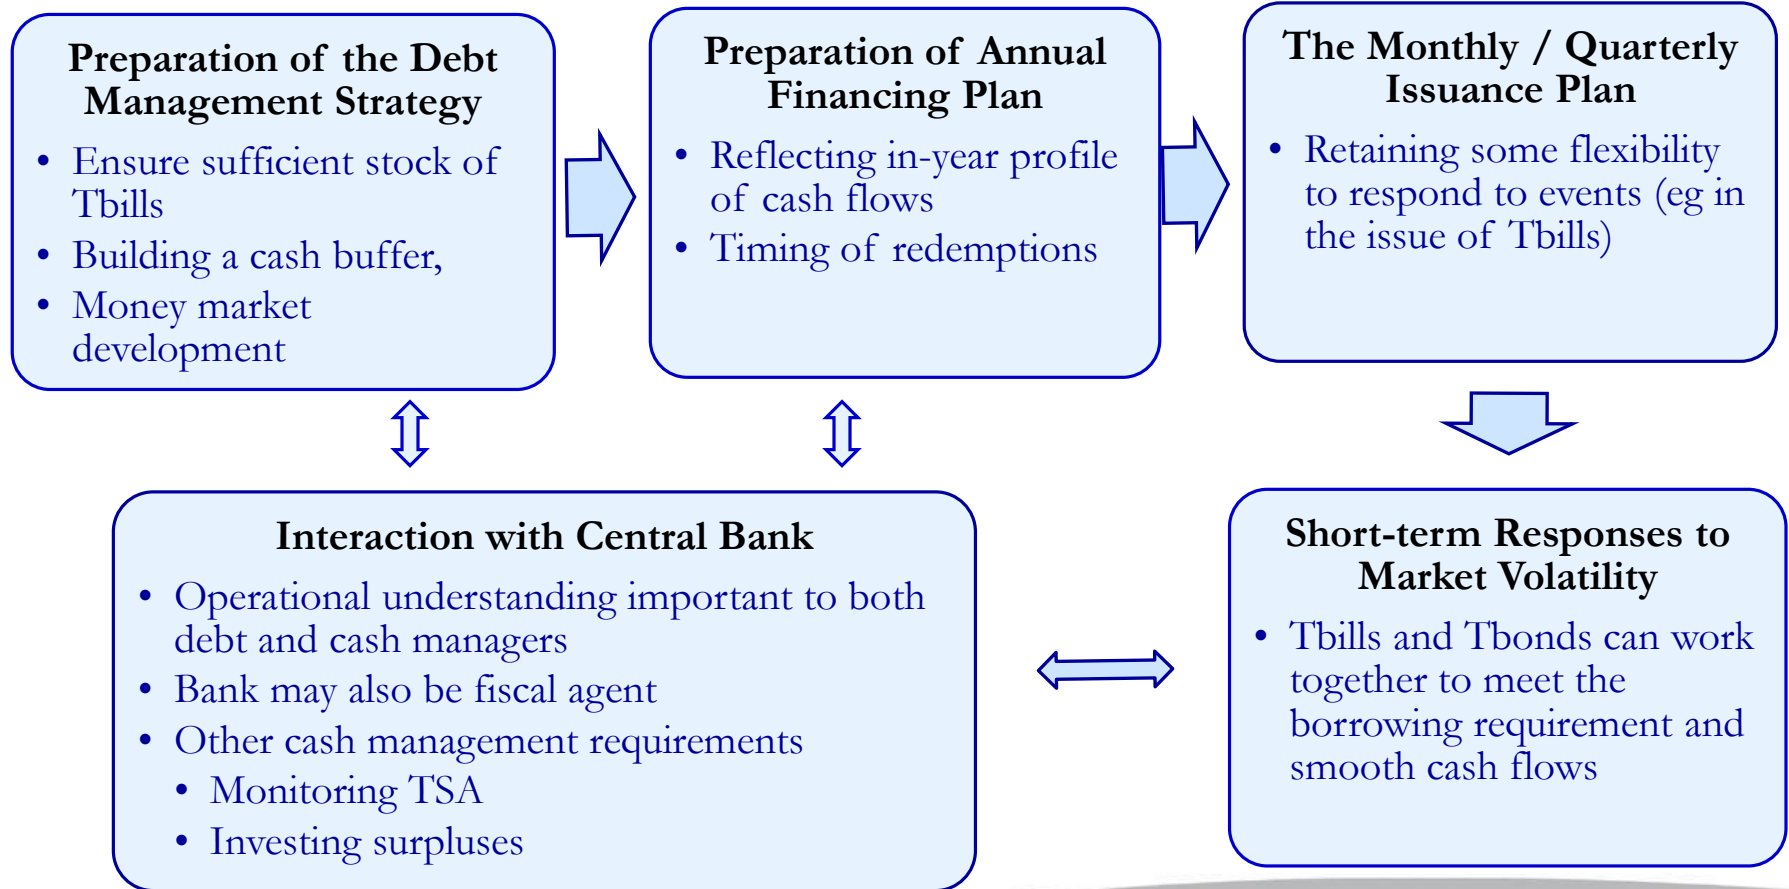 Preparation of the Debt
Management Strategy
• Ensure sufficient stock of
Tbills
• Building a cash buffer,
• Money market
development
Preparation of Annual
Financing Plan
• Reflecting in-year profile
of cash flows
• Timing of redemptions
The Monthly / Quarterly
Issuance Plan
• Retaining some flexibility
to respond to events (eg in
the issue of Tbills)
Interaction with Central Bank
• Operational understanding important to both
debt and cash managers
• Bank may also be fiscal agent
• Other cash management requirements
• Monitoring TSA
• Investing surpluses
Short-term Responses to
Market Volatility
• Tbills and Tbonds can work
together to meet the
borrowing requirement and
smooth cash flows